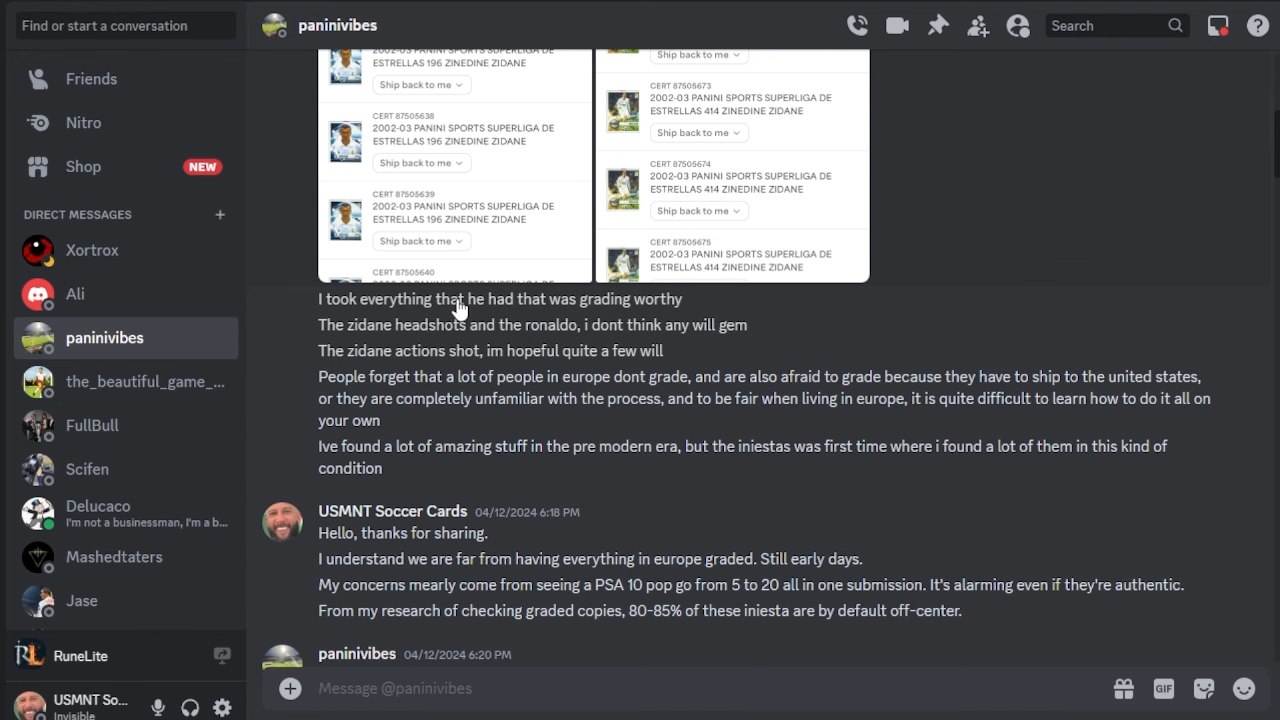 Find or start a conversation
paninivibes
Search
Friends
Nitro
Shop
NEW
DIRECT MESSAGES
Xortrox
Ali
paninivibes
the_beautiful_game_...
FullBull
Scifen
Delucaco
I'm not a businessman, I'm a b...
Mashedtaters
Jase
RuneLite
USMNT So...
Invisible
2002-03 PANINI SPORTS SUPERLIGA DE
ESTRELLAS 196 ZINEDINE ZIDANE
Ship back to me
CERT 87505638
2002-03 PANINI SPORTS SUPERLIGA DE
ESTRELLAS 196 ZINEDINE ZIDANE
Ship back to me
CERT 87505639
2002-03 PANINI SPORTS SUPERLIGA DE
ESTRELLAS 196 ZINEDINE ZIDANE
Ship back to me
CERT 87505640
Ship back to me
CERT 87505673
2002-03 PANINI SPORTS SUPERLIGA DE
ESTRELLAS 414 ZINEDINE ZIDANE
Ship back to me
CERT 87505674
2002-03 PANINI SPORTS SUPERLIGA DE
ESTRELLAS 414 ZINEDINE ZIDANE
Ship back to me
CERT 87505675
2002-03 PANINI SPORTS SUPERLIGA DE
ESTRELLAS 414 ZINEDINE ZIDANE
I took everything that he had that was grading worthy
The zidane headshots and the ronaldo, i dont think any will gem
The zidane actions shot, im hopeful quite a few will
People forget that a lot of people in europe dont grade, and are also afraid to grade because they have to ship to the united states,
or they are completely unfamiliar with the process, and to be fair when living in europe, it is quite difficult to learn how to do it all on
your own
Ive found a lot of amazing stuff in the pre modern era, but the iniestas was first time where i found a lot of them in this kind of
condition
USMNT Soccer Cards 04/12/2024 6:18 PM
Hello, thanks for sharing.
I understand we are far from having everything in europe graded. Still early days.
My concerns mearly come from seeing a PSA 10 pop go from 5 to 20 all in one submission. It's alarming even if they're authentic.
From my research of checking graded copies, 80-85% of these iniesta are by default off-center.
paninivibes 04/12/2024 6:20 PM
Message @paninivibes
GIF